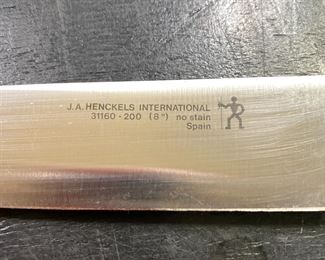 J.A. HENCKELS INTERNATIONAL
31160-200 (8") no stain
Spain